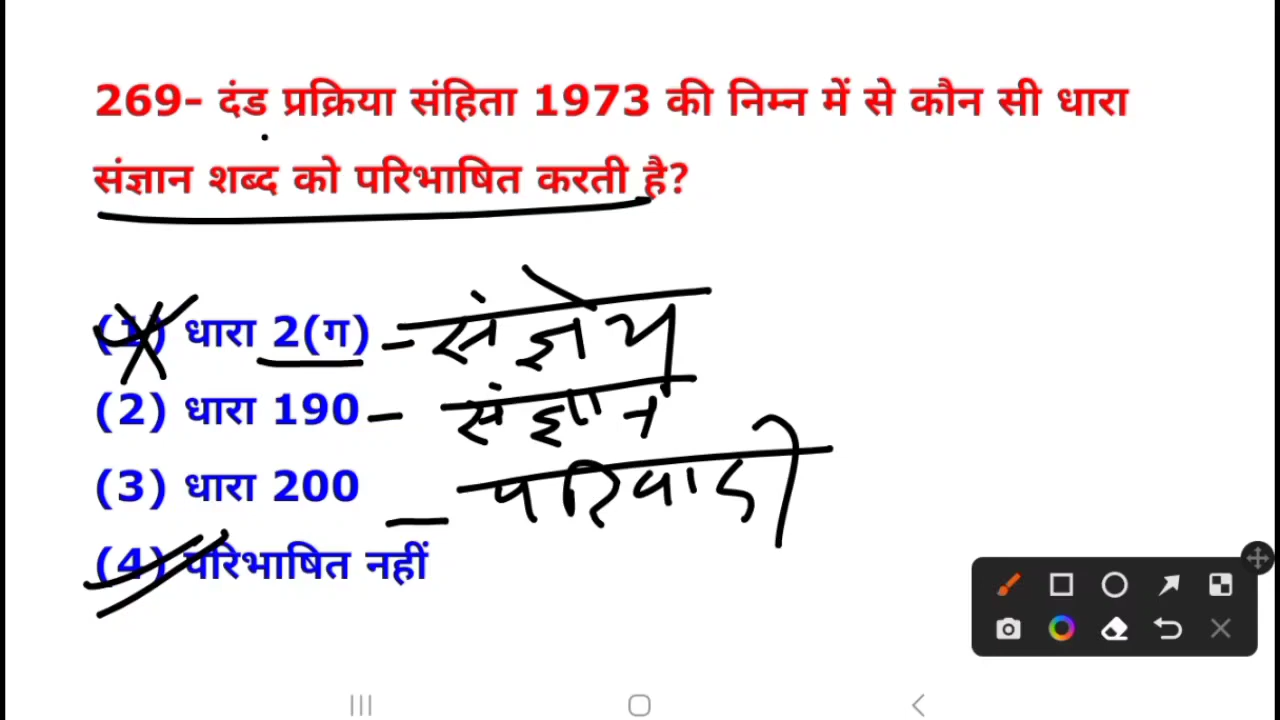 269- दंड प्रक्रिया संहिता 1973 की निम्न में से कौन सी धारा
संज्ञान शब्द को परिभाषित करती है?
(1) धारा 2(ग) - संज्ञेय
(2) धारा 190 - संज्ञान
(3) धारा 200 - परिवादी
(4) परिभाषित नहीं